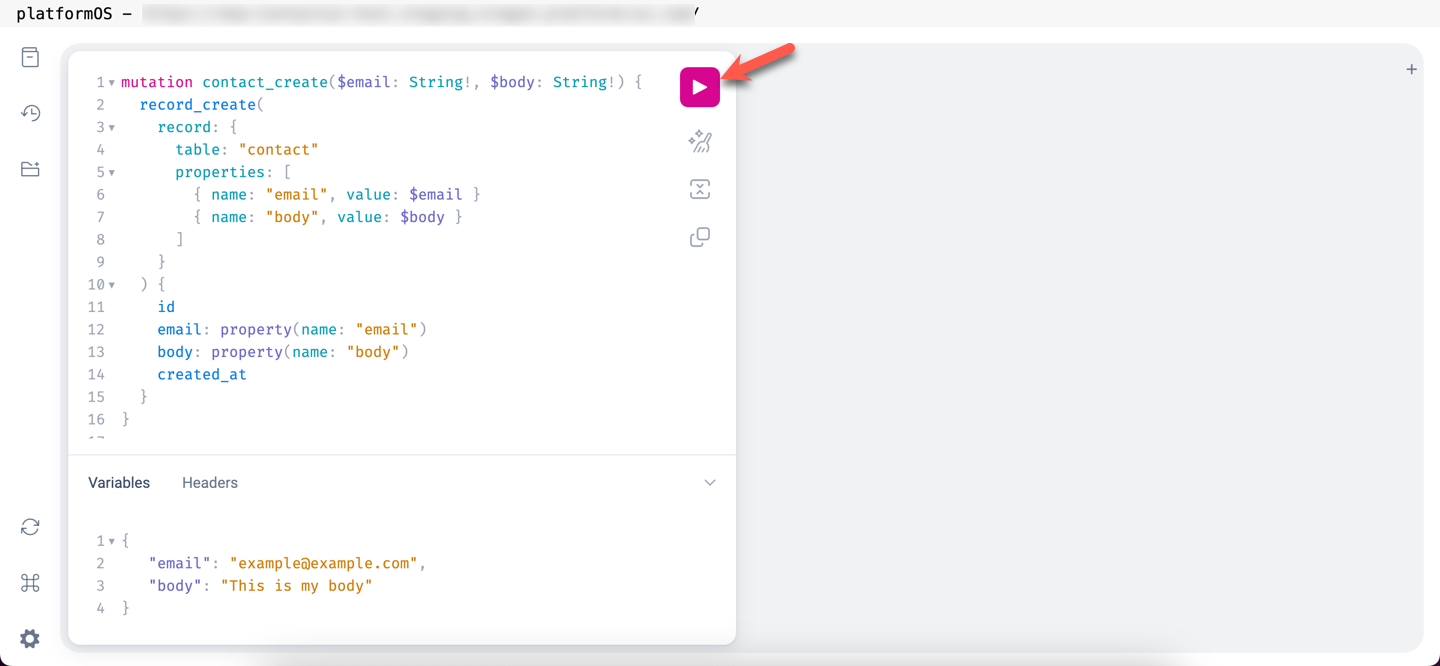 platformOS –
1 mutation contact_create($email: String!, $body: String!) {
2 record_create(
3 record: {
4 table: "contact"
5 properties: [
6 { name: "email", value: $email }
7 { name: "body", value: $body }
8 ]
9 }
10 ) {
11 id
12 email: property(name: "email")
13 body: property(name: "body")
14 created_at
15 }
16 }
Variables Headers
1 {
2 "email": "example@example.com",
3 "body": "This is my body"
4 }